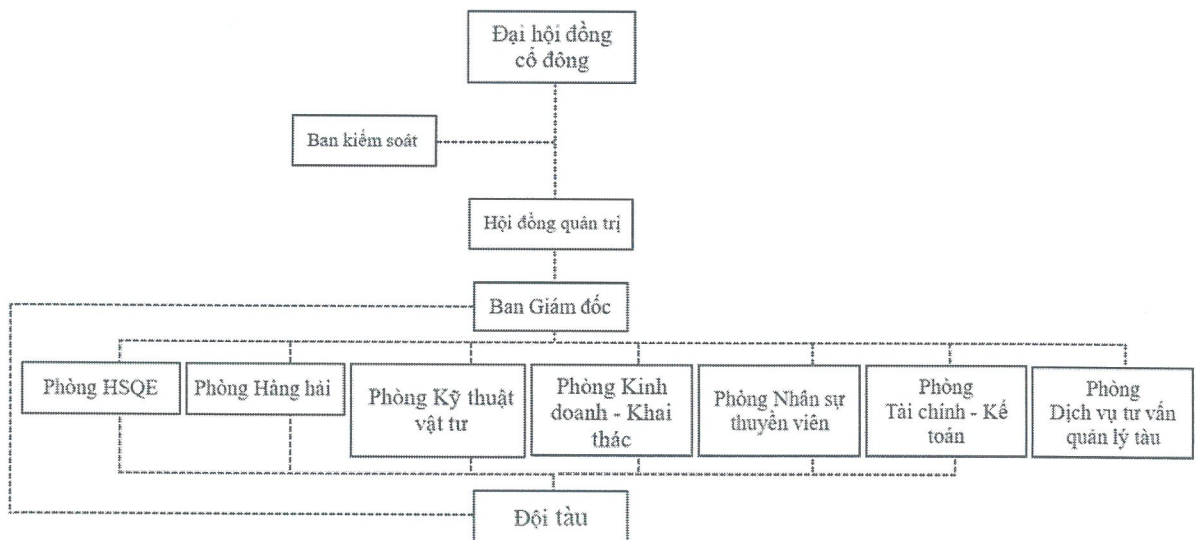 Đại hội đồng
cổ đông
Ban kiểm soát
Hội đồng quản trị
Ban Giám đốc
Phòng HSQE
Phòng Hàng hải
Phòng Kỹ thuật
vật tư
Phòng Kinh
doanh - Khai
thác
Phòng Nhân sự
thuyền viên
Phòng
Tài chính - Kế
toán
Phòng
Dịch vụ tư vấn
quản lý tàu
Đội tàu